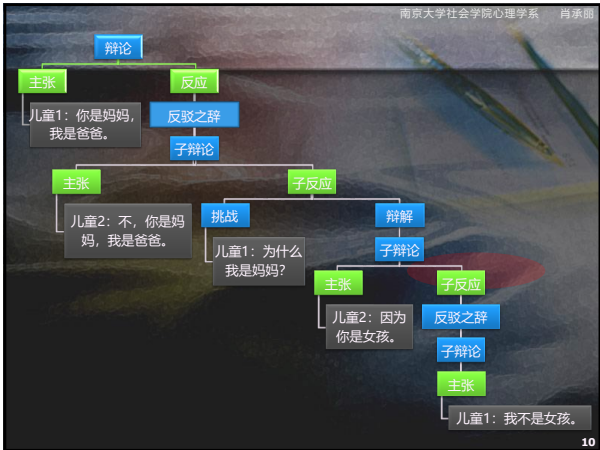 南京大学社会学院心理学系 肖承丽
辩论
主张
反应
儿童1：你是妈妈，
我是爸爸。
反驳之辞
子辩论
主张
子反应
儿童2：不，你是妈
妈，我是爸爸。
挑战
辩解
儿童1：为什么
我是妈妈？
子辩论
主张
子反应
儿童2：因为
你是女孩。
反驳之辞
子辩论
主张
儿童1：我不是女孩。
10